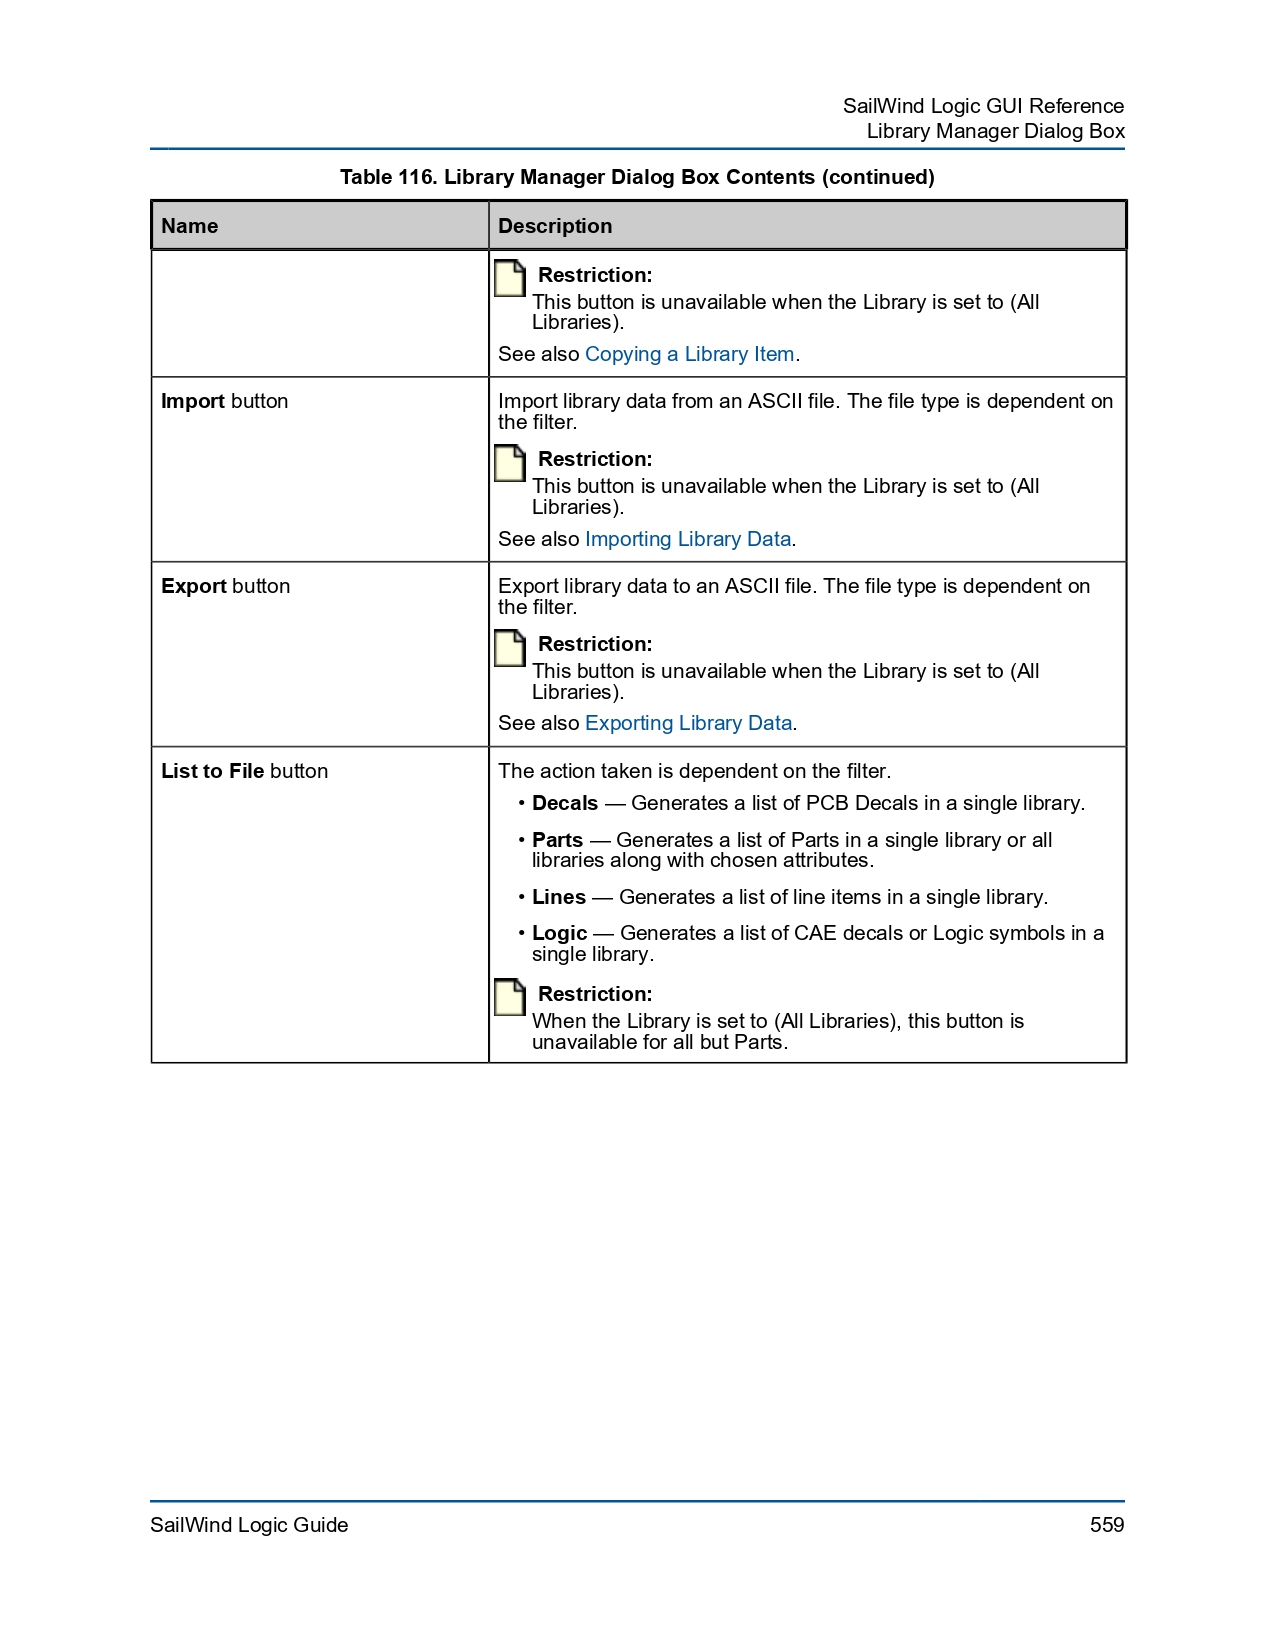 SailWind Logic GUI Reference
Library Manager Dialog Box
Table 116. Library Manager Dialog Box Contents (continued)
Name
Description
Restriction:
This button is unavailable when the Library is set to (All
Libraries).
See also Copying a Library Item.
Import button
Import library data from an ASCII file. The file type is dependent on
the filter.
Restriction:
This button is unavailable when the Library is set to (All
Libraries).
See also Importing Library Data.
Export button
Export library data to an ASCII file. The file type is dependent on
the filter.
Restriction:
This button is unavailable when the Library is set to (All
Libraries).
See also Exporting Library Data.
List to File button
The action taken is dependent on the filter.
• Decals — Generates a list of PCB Decals in a single library.
• Parts — Generates a list of Parts in a single library or all
libraries along with chosen attributes.
• Lines — Generates a list of line items in a single library.
• Logic — Generates a list of CAE decals or Logic symbols in a
single library.
Restriction:
When the Library is set to (All Libraries), this button is
unavailable for all but Parts.
SailWind Logic Guide
559